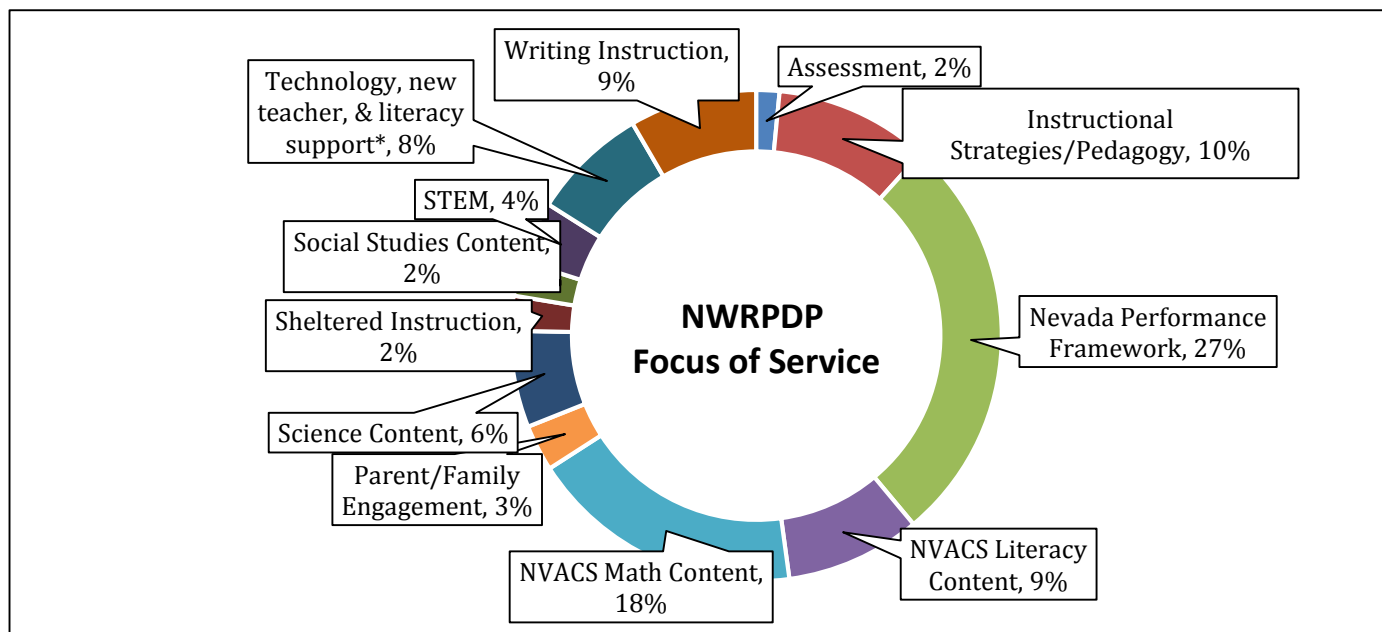 Writing Instruction,
9%
Assessment, 2%
Technology, new
teacher, & literacy
support*, 8%
Instructional
Strategies/Pedagogy, 10%
STEM, 4%
Social Studies Content,
2%
NWRPDP
Focus of Service
Nevada Performance
Framework, 27%
Sheltered Instruction,
2%
Science Content, 6%
Parent/Family
Engagement, 3%
NVACS Math Content,
18%
NVACS Literacy
Content, 9%